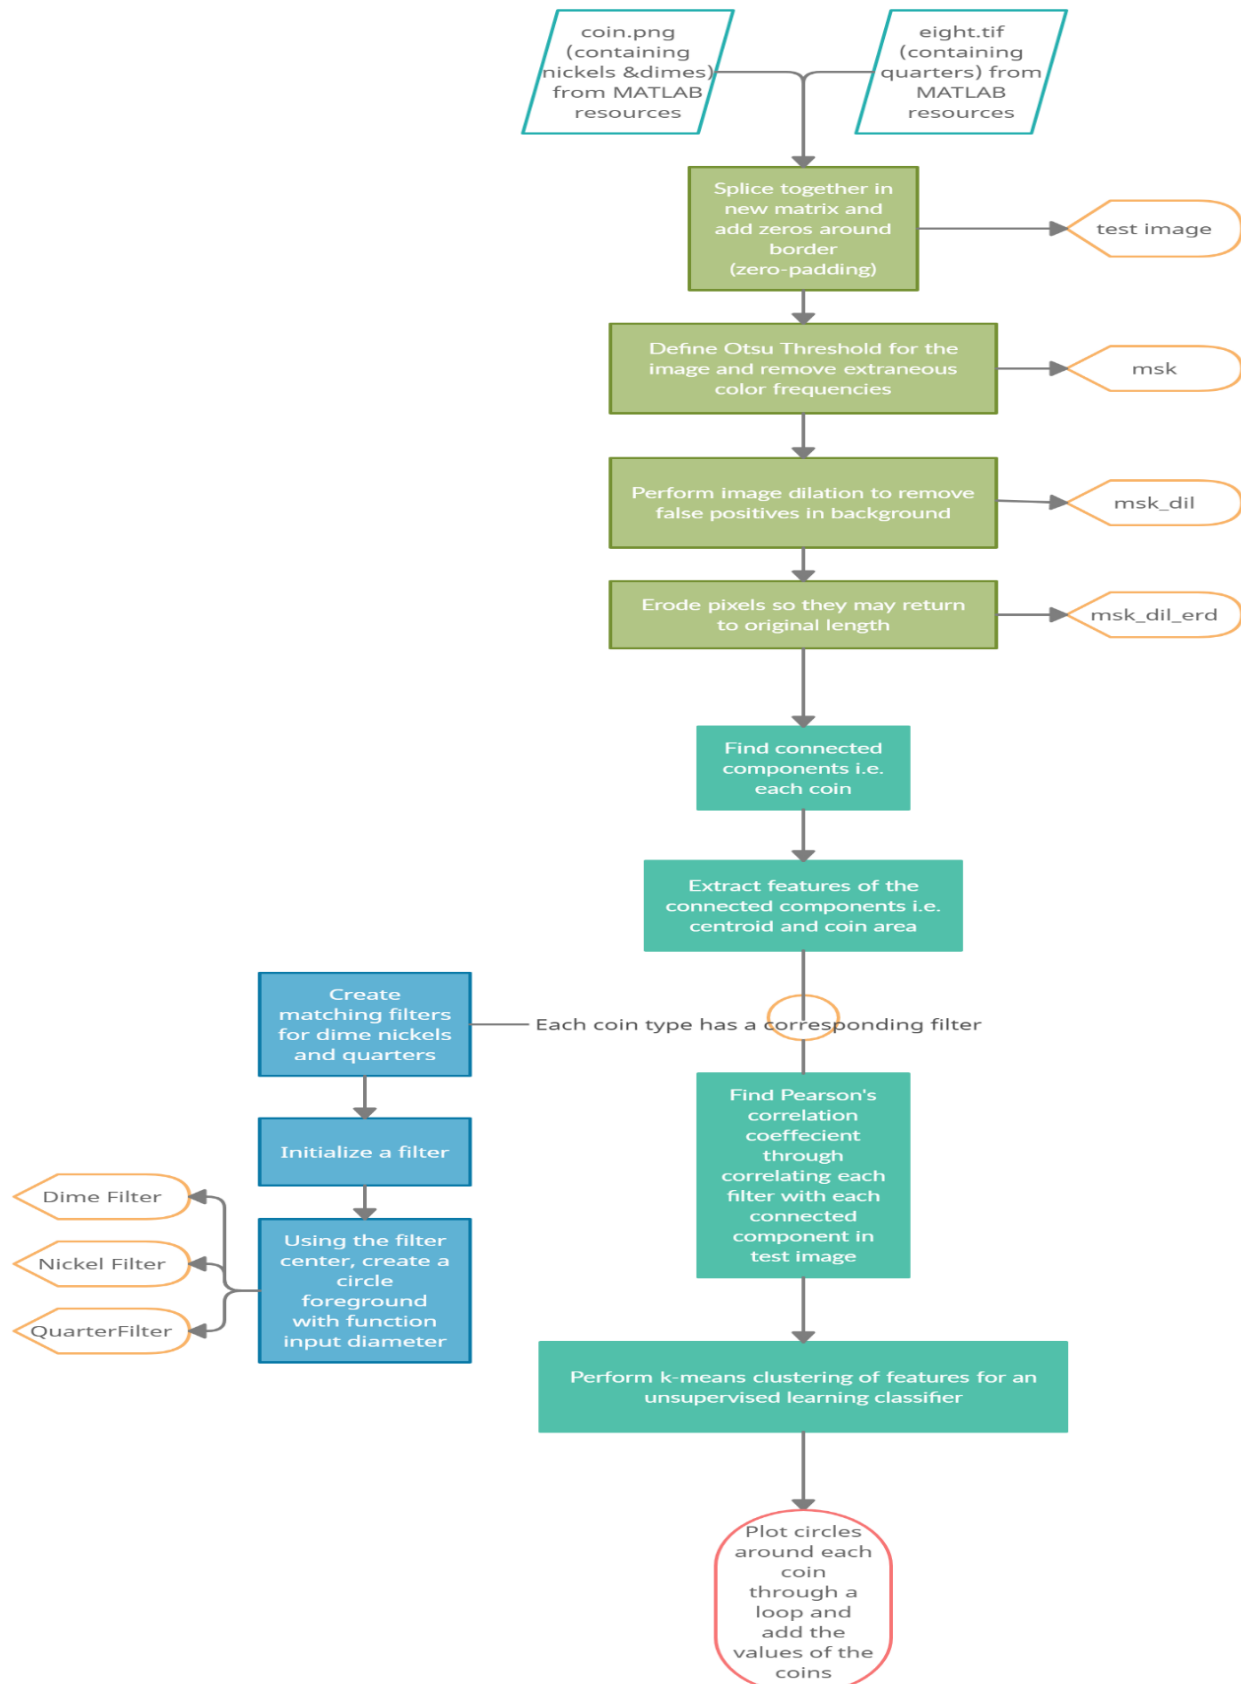 coin.png
(containing
nickels &dimes)
from MATLAB
resources
eight.tif
(containing
quarters) from
MATLAB
resources
Splice together in
new matrix and
add zeros around
border
(zero-padding)
test image
Define Otsu Threshold for the
image and remove extraneous
color frequencies
msk
Perform image dilation to remove
false positives in background
msk_dil
Erode pixels so they may return
to original length
msk_dil_erd
Find connected
components i.e.
each coin
Extract features of the
connected components i.e.
centroid and coin area
Create
matching filters
for dime nickels
and quarters
Each coin type has a corresponding filter
Initialize a filter
Using the filter
center, create a
circle
foreground
with function
input diameter
Dime Filter
Nickel Filter
QuarterFilter
Find Pearson's
correlation
coeffecient
through
correlating each
filter with each
connected
component in
test image
Perform k-means clustering of features for an
unsupervised learning classifier
Plot circles
around each
coin
through a
loop and
add the
values of the
coins